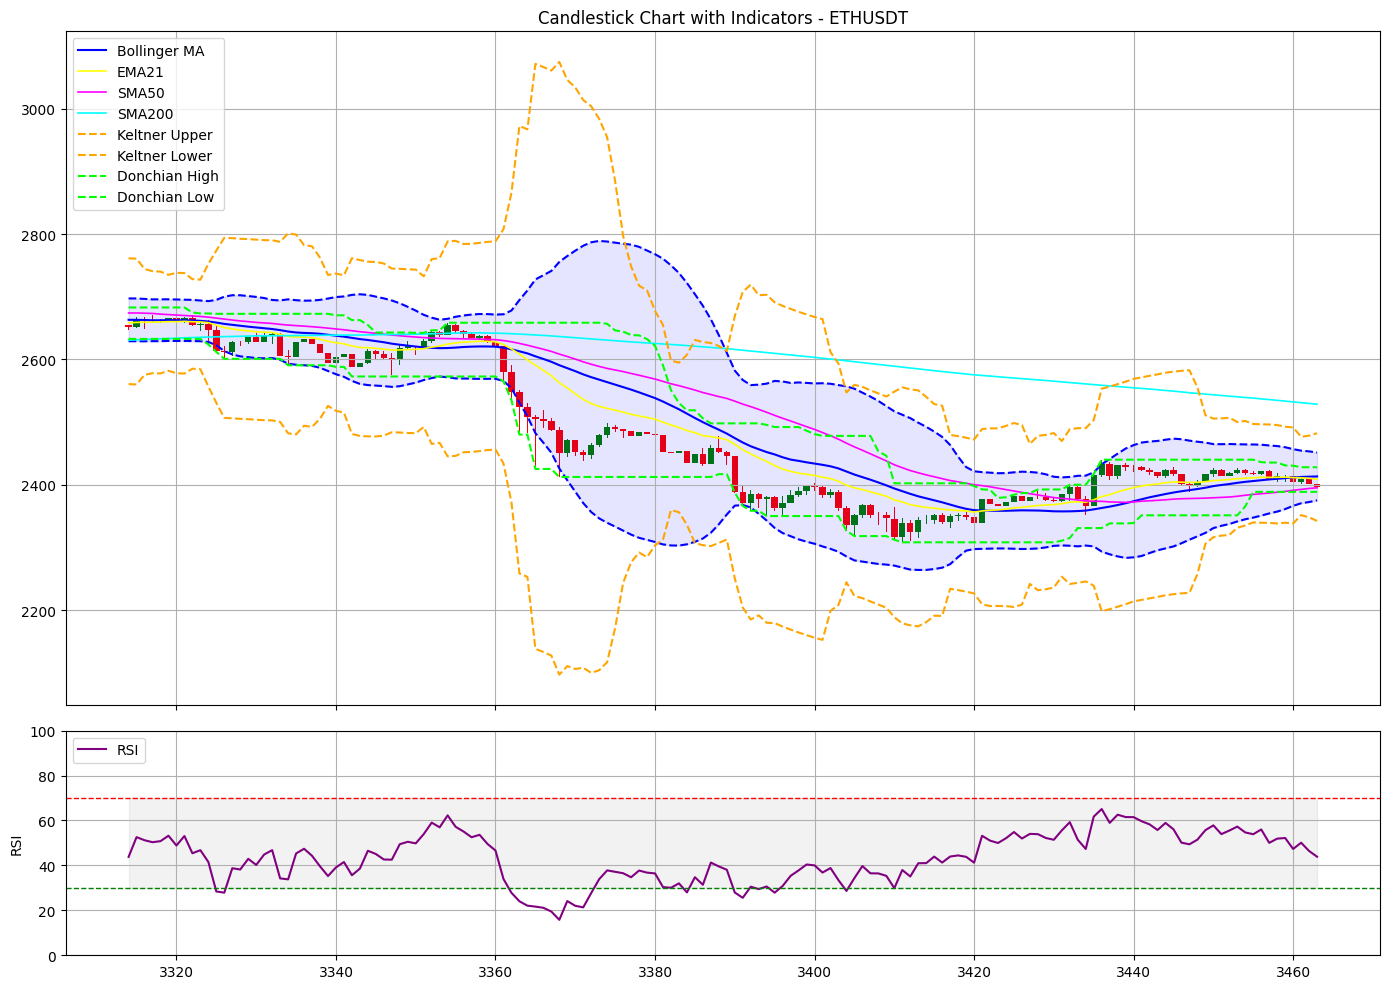 Candlestick Chart with Indicators - ETHUSDT
Bollinger MA
EMA21
SMA50
SMA200
Keltner Upper
Keltner Lower
Donchian High
Donchian Low
3000
2800
2600
2400
2200
RSI
100
80
60
40
20
0
RSI
3320 3340 3360 3380 3400 3420 3440 3460